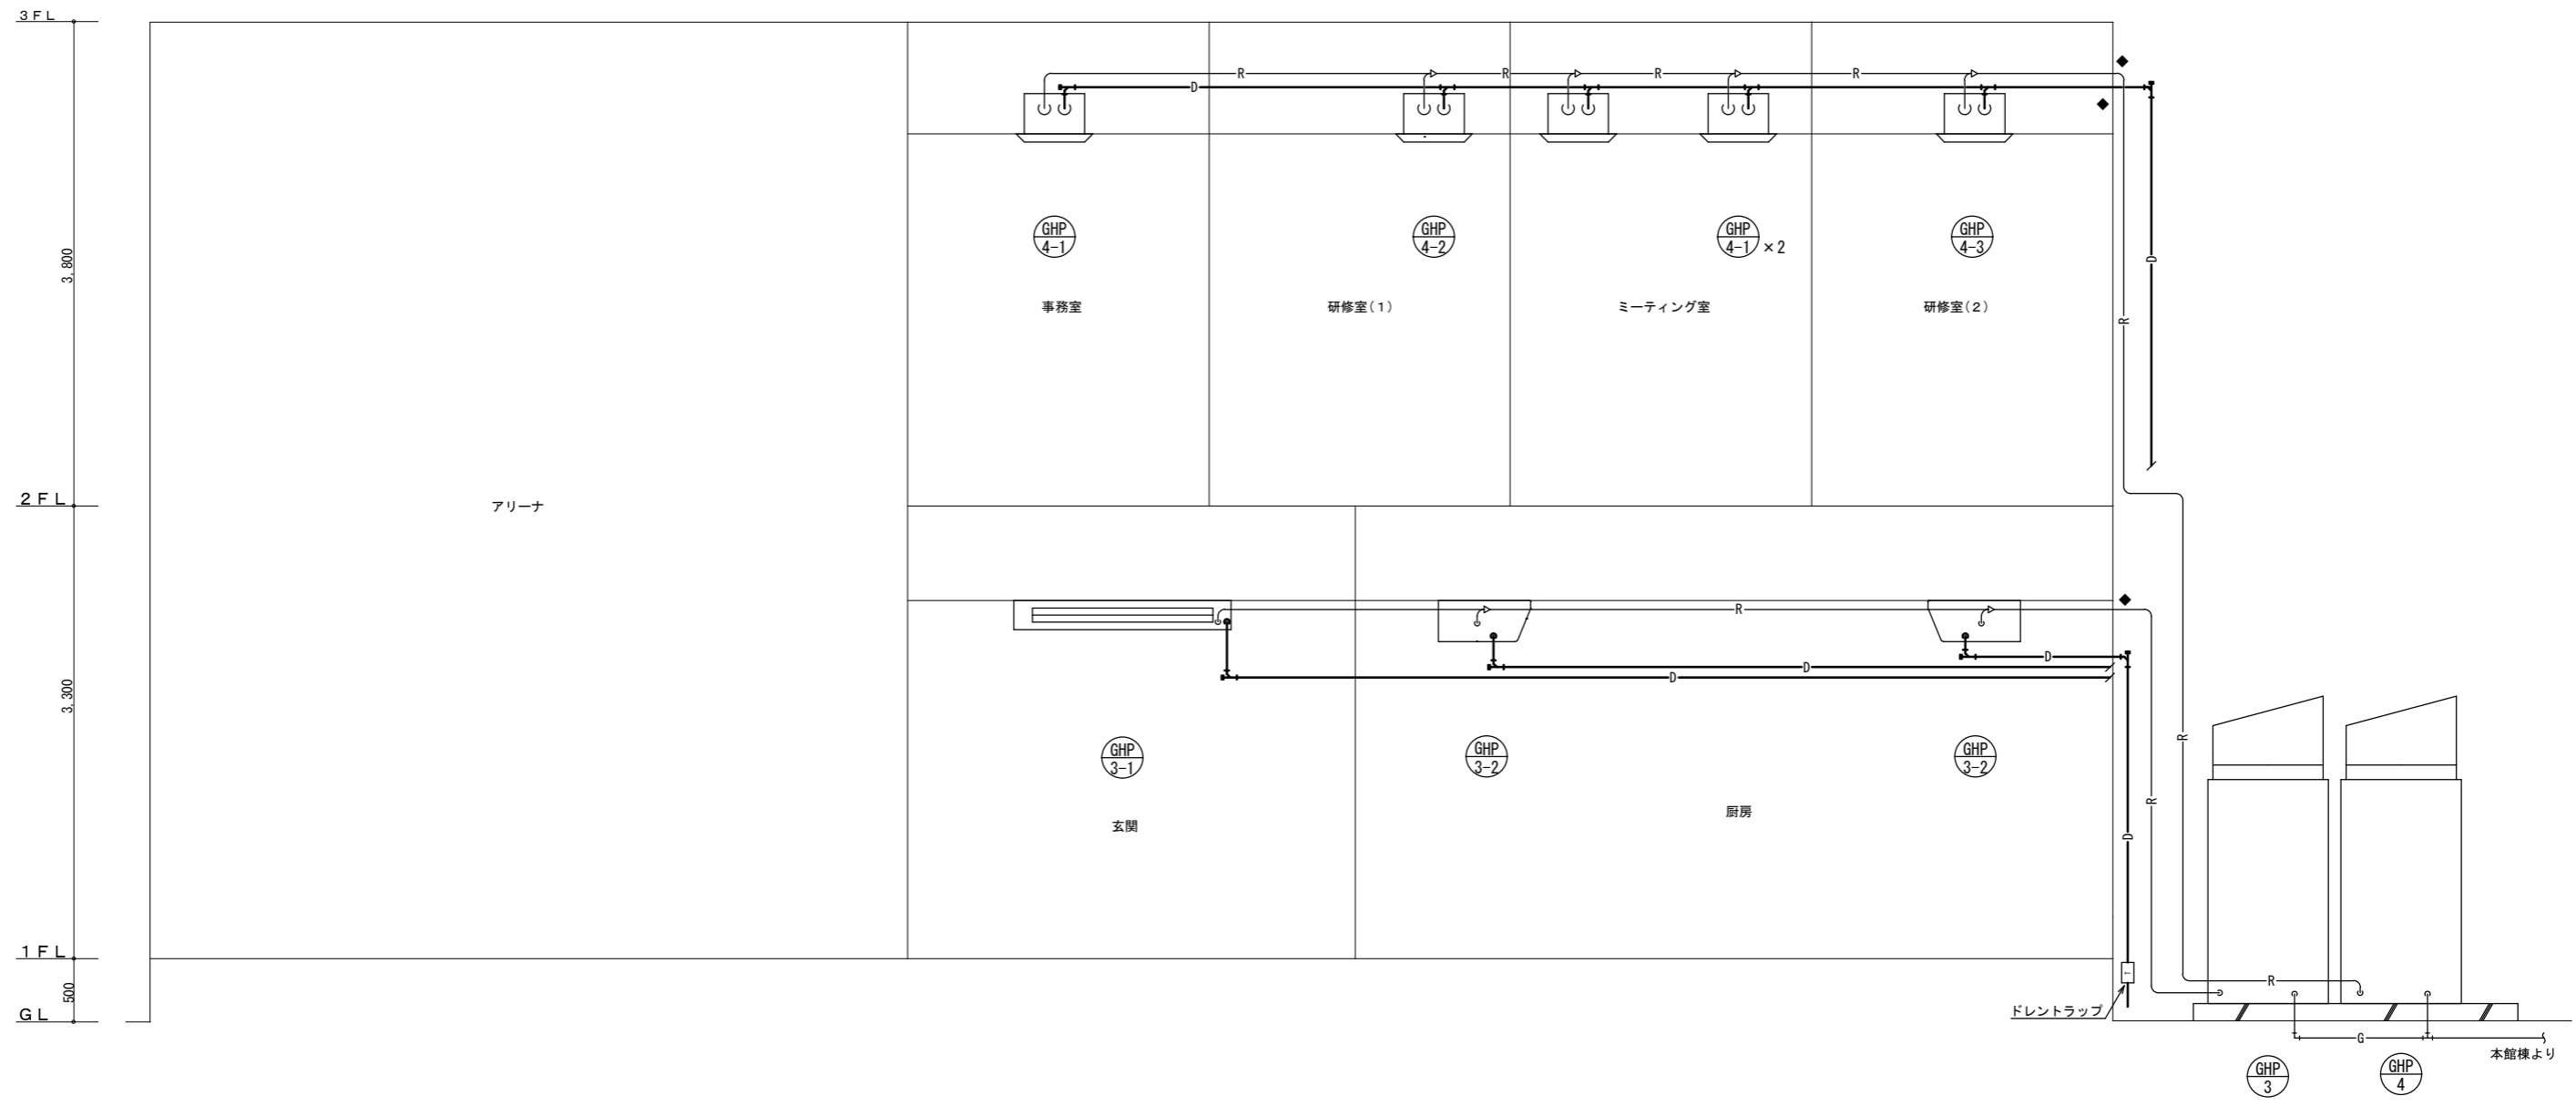 3FL
R
R
R
R
D
GHP
4-1
GHP
4-2
GHP
4-1
×2
GHP
4-3
D
3,800
事務室
研修室(1)
ミーティング室
研修室(2)
R
2FL
アリーナ
R
D
D
D
3,300
GHP
3-1
GHP
3-2
GHP
3-2
R
R
厨房
玄関
D
1FL
T
R
500
ドレントラップ
GL
G
本館棟より
GHP
3
GHP
4